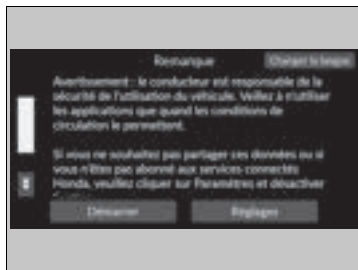 Remarque
Changer la langue
Avertissement : le conducteur est responsable de la
sécurité de l'utilisation du véhicule. Veillez à n'utiliser
les applications que quand les conditions de
circulation le permettent.
Si vous ne souhaitez pas partager ces données ou si
vous n'êtes pas abonné aux services connectés
Honda, veuillez cliquer sur Paramètres et désactiver
Démarrer
Réglages